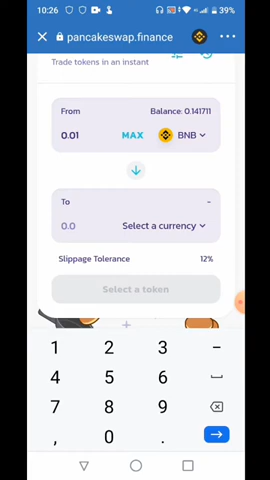 10:26
39%
pancakeswap.finance
Trade tokens in an instant
From
Balance: 0.141711
0.01
MAX
BNB
To
-
0.0
Select a currency
Slippage Tolerance
12%
Select a token
1 2 3 −
4 5 6
7 8 9
, 0 .